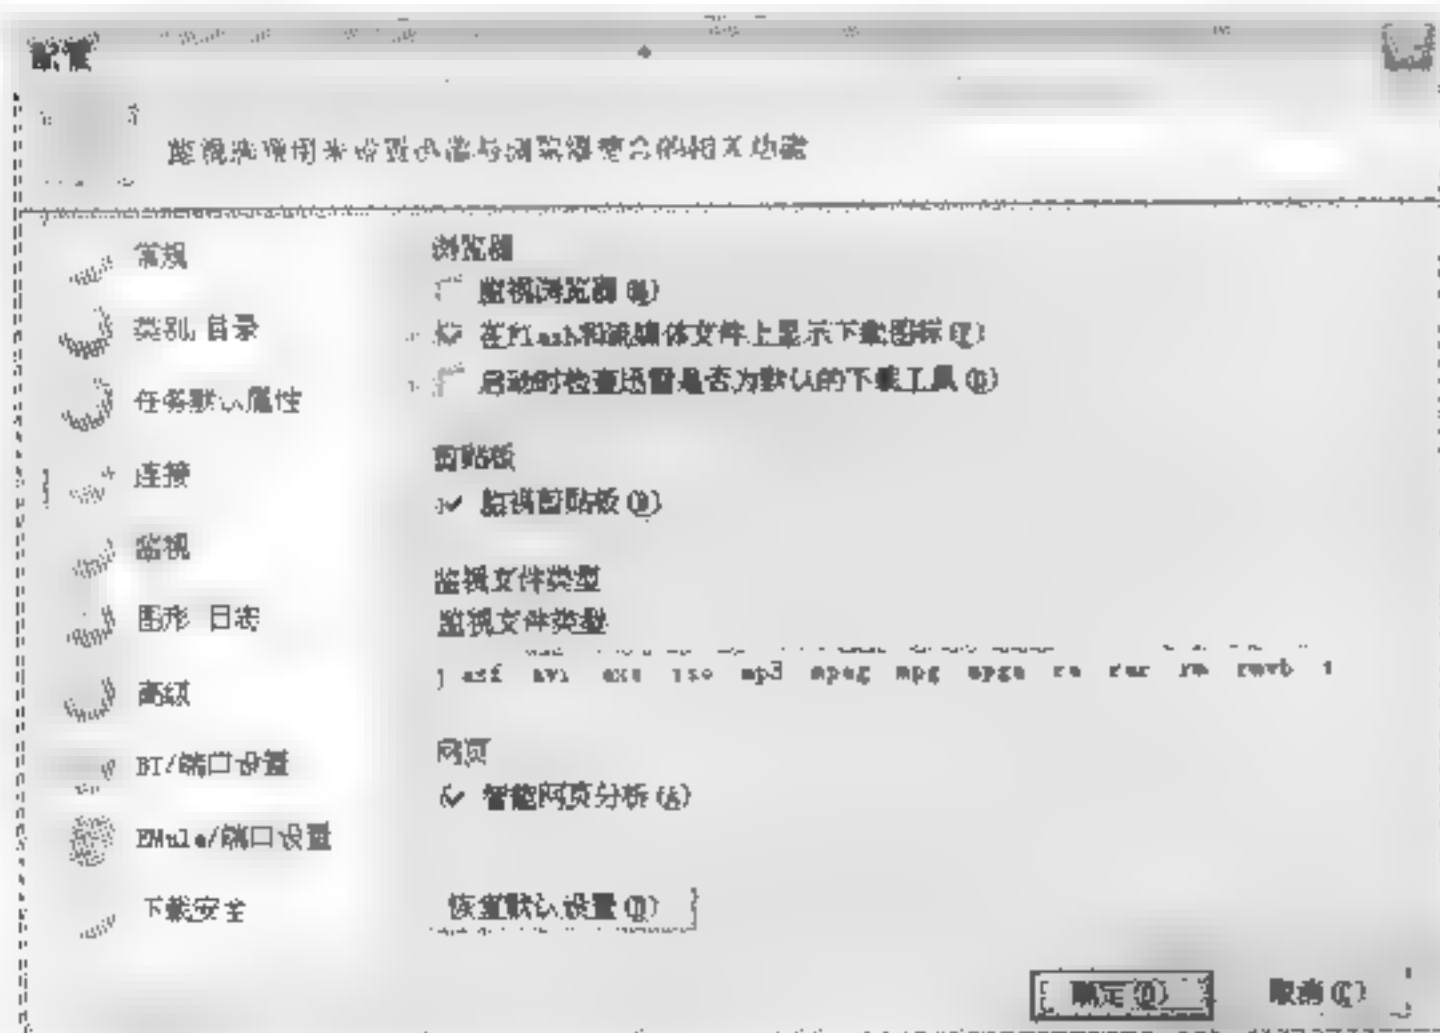 配置
监视选项用来设置迅雷与浏览器整合的相关功能
常规
类别/目录
任务默认属性
连接
监视
图形/日志
高级
BT/端口设置
EMule/端口设置
下载安全
浏览器
监视浏览器(M)
在Flash和流媒体文件上显示下载图标(F)
启动时检查迅雷是否为默认的下载工具(D)
剪贴板
监视剪贴板(B)
监视文件类型
监视文件类型
asf avi exe iso mp3 mpeg mpg mpga ra rar rm rmvb t
网页
智能网页分析(A)
恢复默认设置(D)
确定(O)
取消(C)